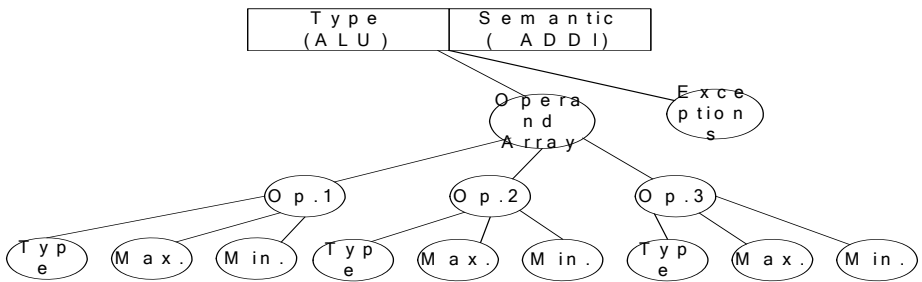 Type
(ALU)
Semantic
( ADDI)
Opera
nd
Array
Exce
ption
s
Op.1
Op.2
Op.3
Typ
e
Max.
Min.
Typ
e
Max.
Min.
Typ
e
Max.
Min.